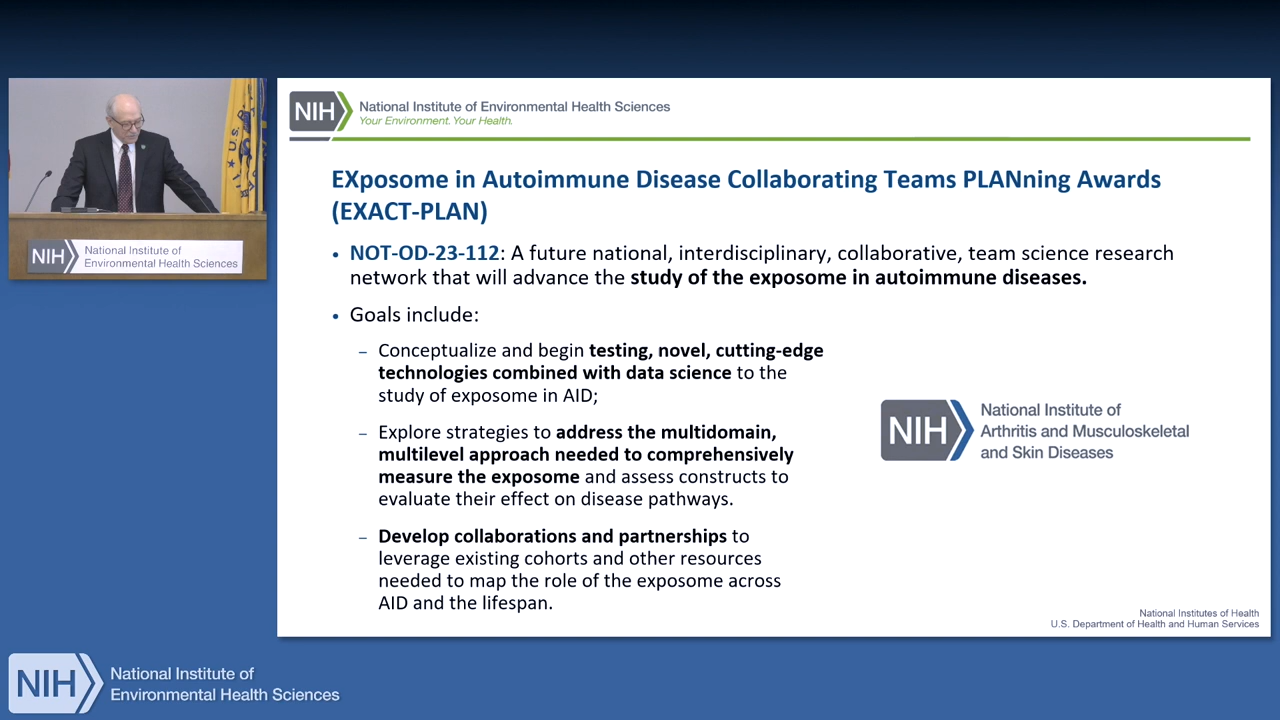 NIH
National Institute of Environmental Health Sciences
Your Environment. Your Health.
EXposome in Autoimmune Disease Collaborating Teams PLANning Awards
(EXACT-PLAN)
• NOT-OD-23-112: A future national, interdisciplinary, collaborative, team science research
network that will advance the study of the exposome in autoimmune diseases.
• Goals include:
– Conceptualize and begin testing, novel, cutting-edge
technologies combined with data science to the
study of exposome in AID;
– Explore strategies to address the multidomain,
multilevel approach needed to comprehensively
measure the exposome and assess constructs to
evaluate their effect on disease pathways.
– Develop collaborations and partnerships to
leverage existing cohorts and other resources
needed to map the role of the exposome across
AID and the lifespan.
NIH
National Institute of
Arthritis and Musculoskeletal
and Skin Diseases
National Institutes of Health
U.S. Department of Health and Human Services
U.S.
NIH
National Institute of
Environmental Health Sciences
NIH
National Institute of
Environmental Health Sciences